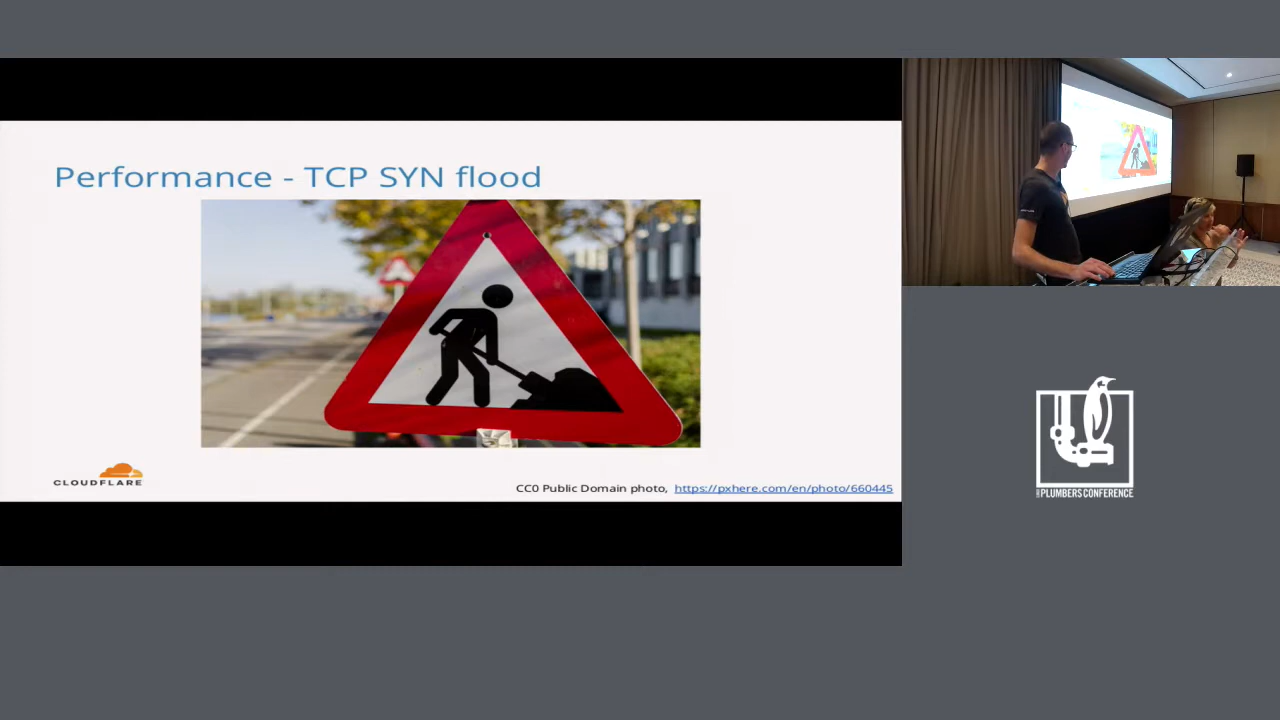 Performance - TCP SYN flood
CLOUDFLARE
CC0 Public Domain photo, https://pxhere.com/en/photo/660445
PLUMBERS CONFERENCE